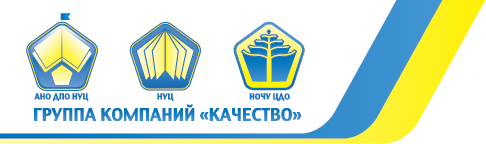 АНО ДПО НУЦ
НУЦ
НОЧУ ЦДО
ГРУППА КОМПАНИЙ «КАЧЕСТВО»